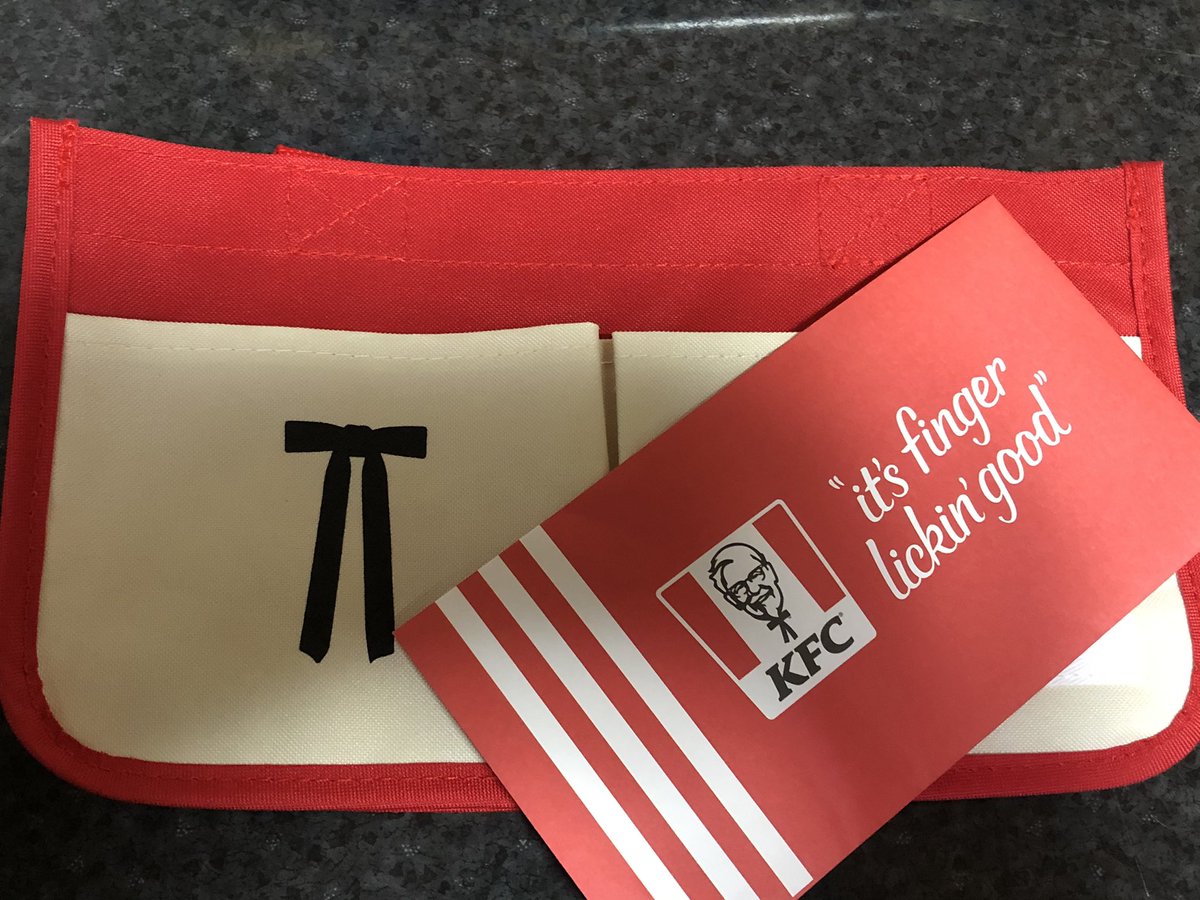 "it's finger
lickin' good"
KFC